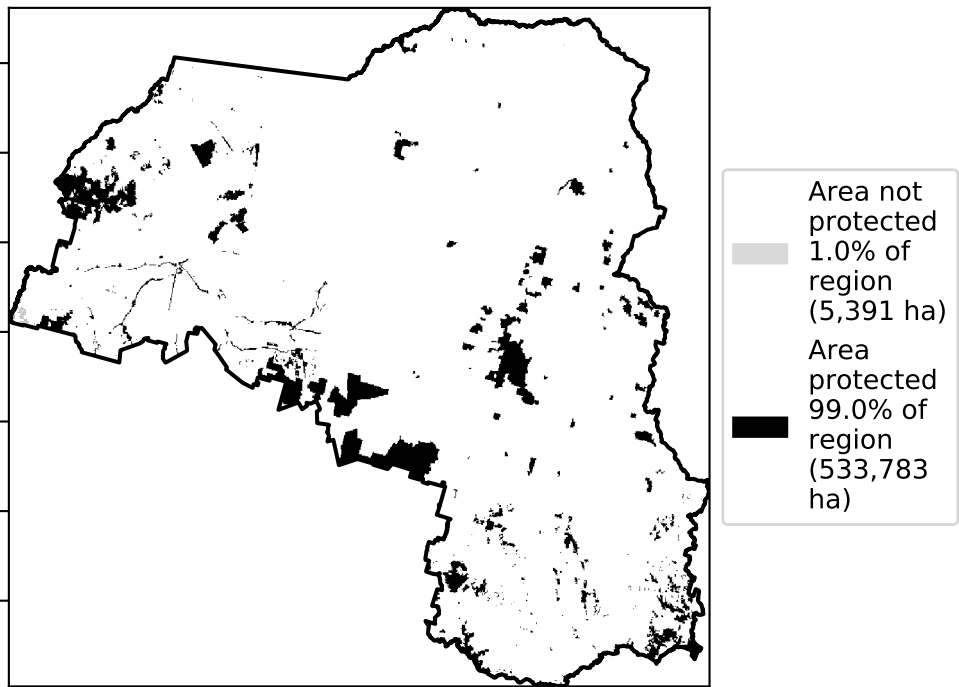 Area not
protected
1.0% of
region
(5,391 ha)
Area
protected
99.0% of
region
(533,783
ha)